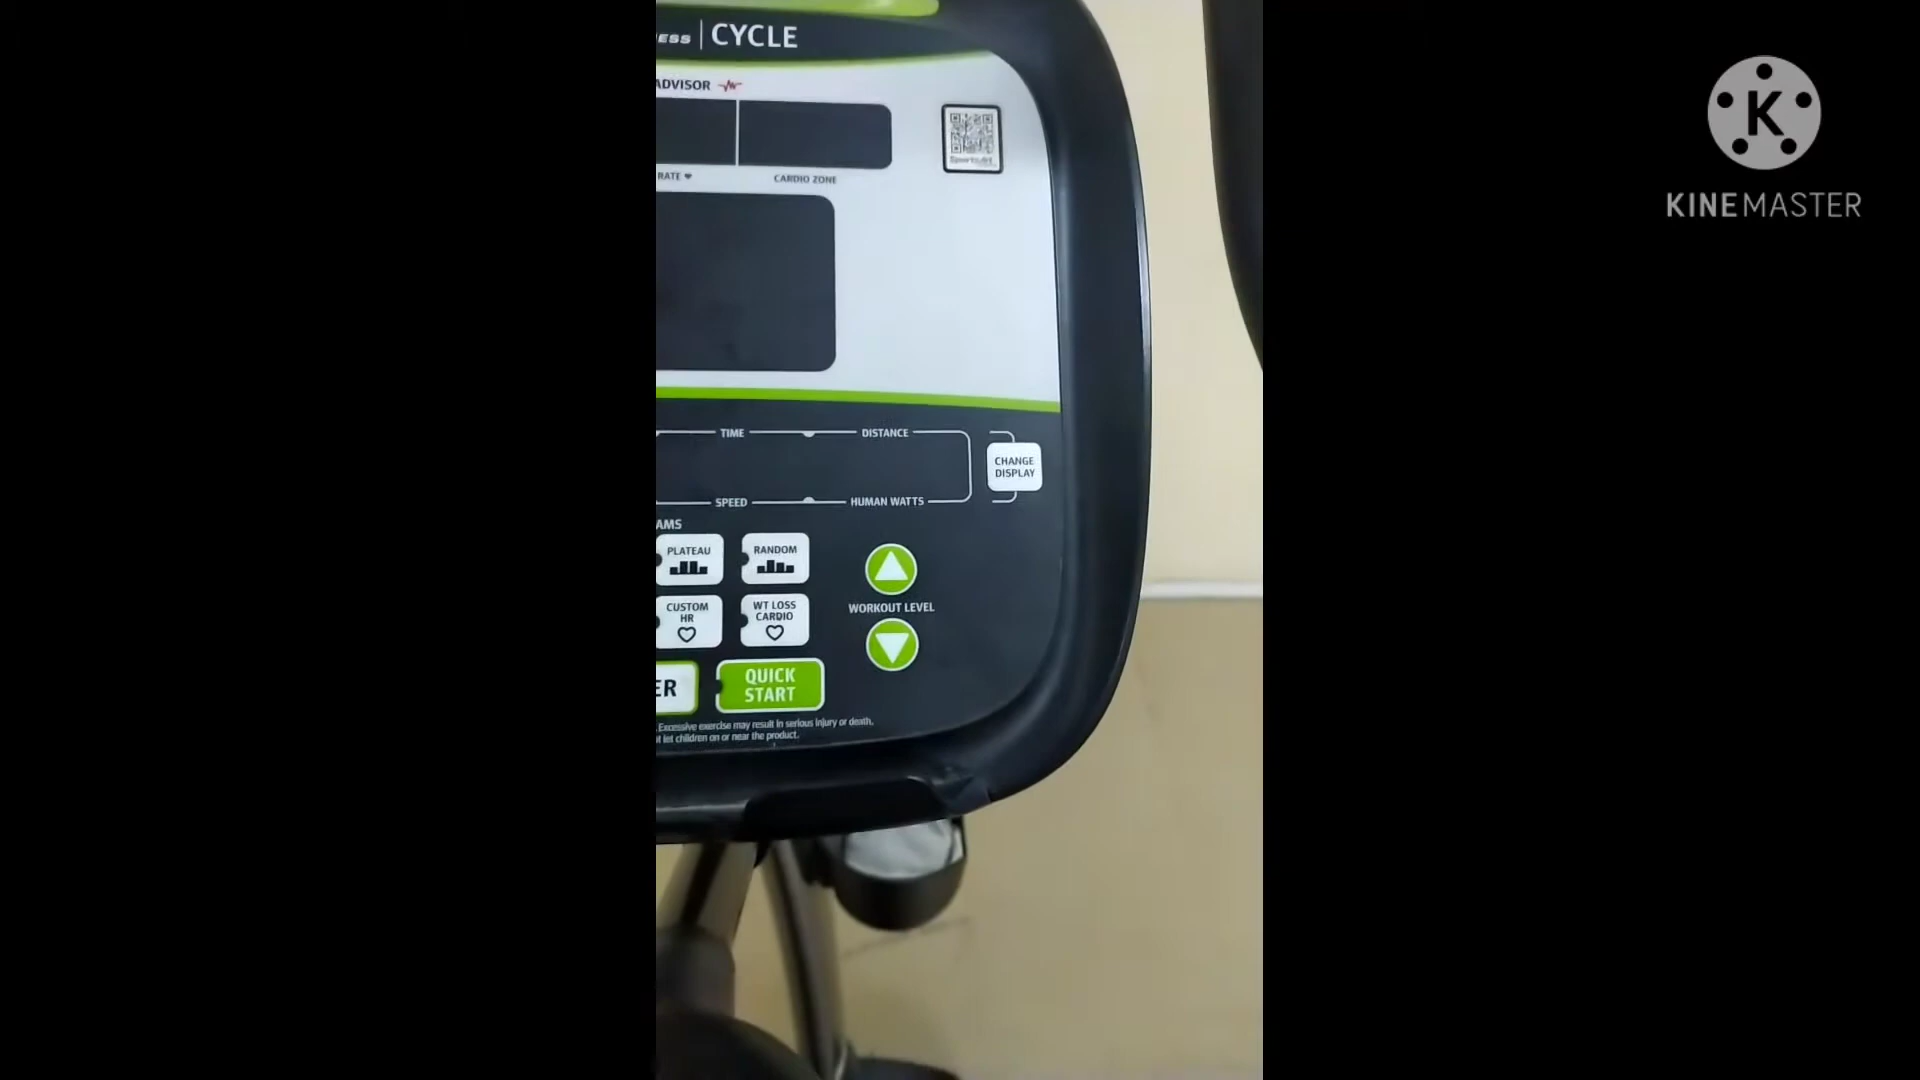 ESS | CYCLE
ADVISOR
RATE
CARDIO ZONE
TIME
DISTANCE
CHANGE
DISPLAY
SPEED
HUMAN WATTS
AMS
PLATEAU
RANDOM
CUSTOM
HR
WT LOSS
CARDIO
WORKOUT LEVEL
ER
QUICK
START
Excessive exercise may result in serious injury or death.
t let children on or near the product.
K
KINEMASTER